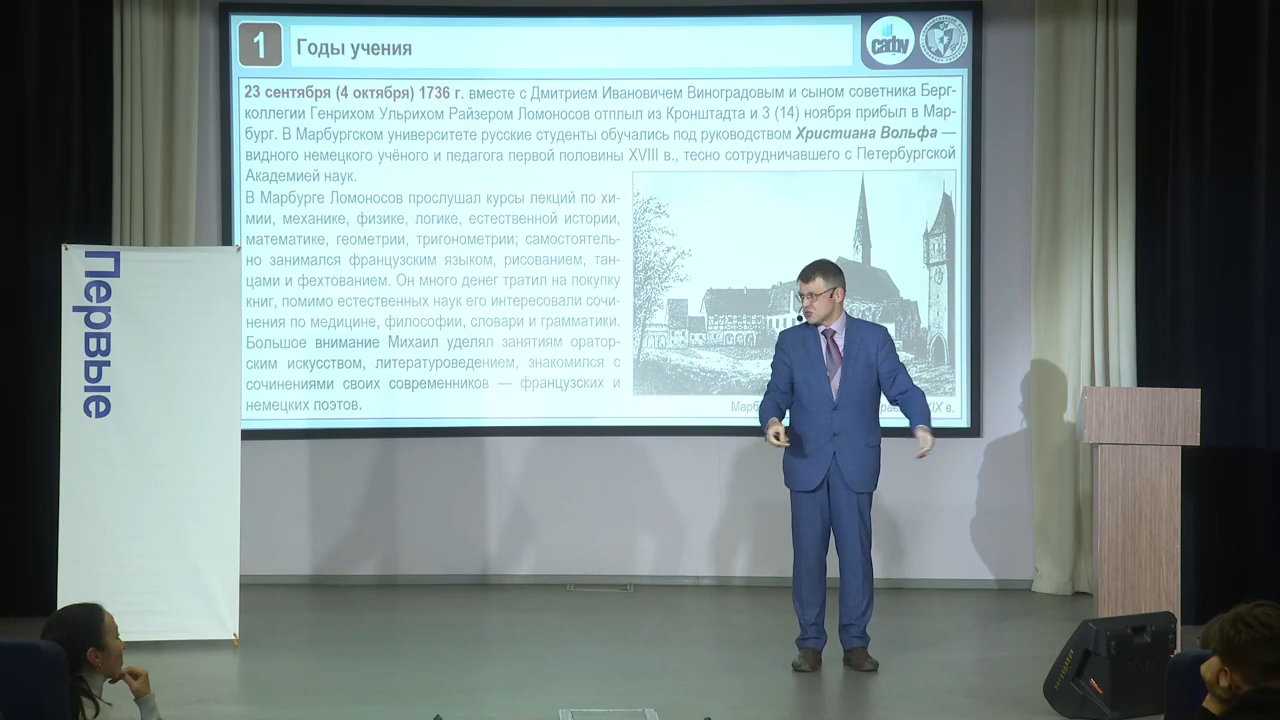 1
Годы учения
сафу
23 сентября (4 октября) 1736 г. вместе с Дмитрием Ивановичем Виноградовым и сыном советника Берг-
коллегии Генрихом Ульрихом Райзером Ломоносов отплыл из Кронштадта и 3 (14) ноября прибыл в Мар-
бург. В Марбургском университете русские студенты обучались под руководством Христиана Вольфа —
видного немецкого учёного и педагога первой половины XVIII в., тесно сотрудничавшего с Петербургской
Академией наук.
В Марбурге Ломоносов прослушал курсы лекций по хи-
мии, механике, физике, логике, естественной истории,
математике, геометрии, тригонометрии; самостоятель-
но занимался французским языком, рисованием, тан-
цами и фехтованием. Он много денег тратил на покупку
книг, помимо естественных наук его интересовали сочи-
нения по медицине, философии, словари и грамматики.
Большое внимание Михаил уделял занятиям оратор-
ским искусством, литературоведением, знакомился с
сочинениями своих современников — французских и
немецких поэтов.
XIX в.
Первые